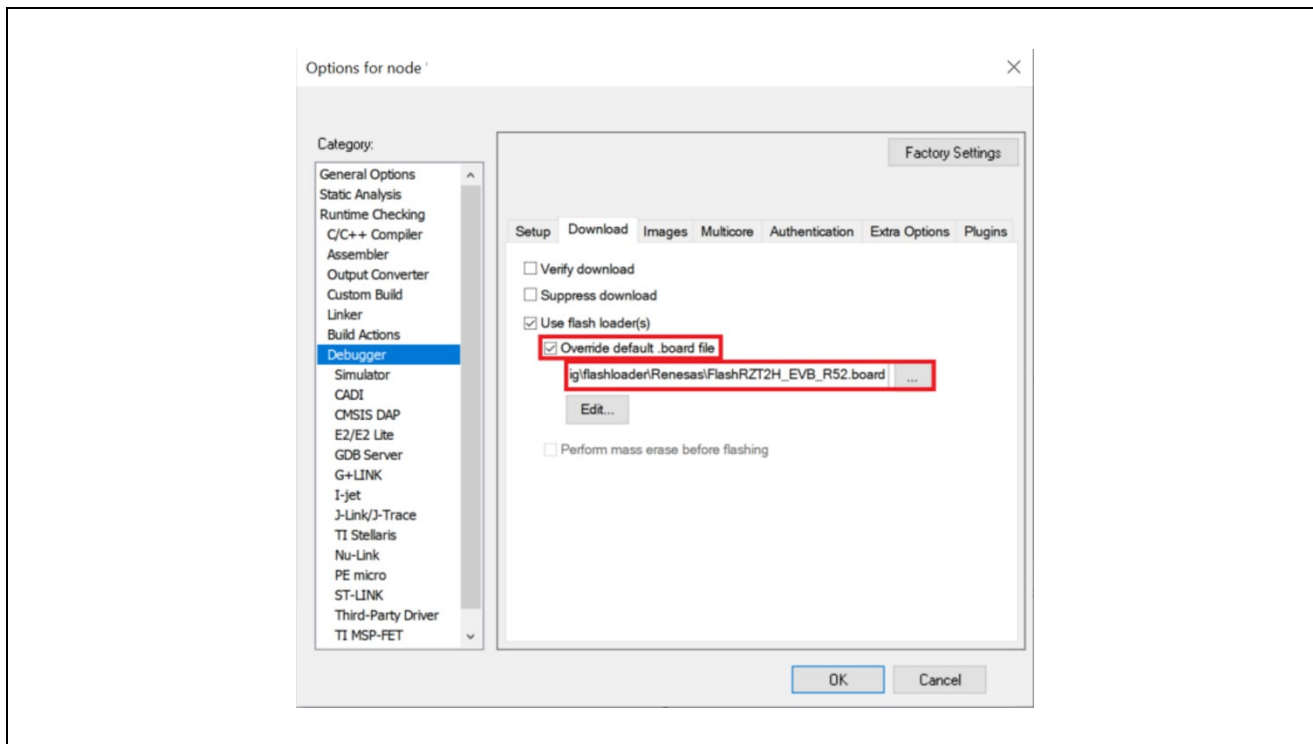 Options for node '
Category:
General Options
Static Analysis
Runtime Checking
C/C++ Compiler
Assembler
Output Converter
Custom Build
Linker
Build Actions
Debugger
Simulator
CADI
CMSIS DAP
E2/E2 Lite
GDB Server
G+LINK
I-jet
J-Link/J-Trace
TI Stellaris
Nu-Link
PE micro
ST-LINK
Third-Party Driver
TI MSP-FET
Factory Settings
Setup Download Images Multicore Authentication Extra Options Plugins
Verify download
Suppress download
Use flash loader(s)
Override default .board file
ig\flashloader\Renesas\FlashRZT2H_EVB_R52.board ...
Edit...
Perform mass erase before flashing
OK Cancel